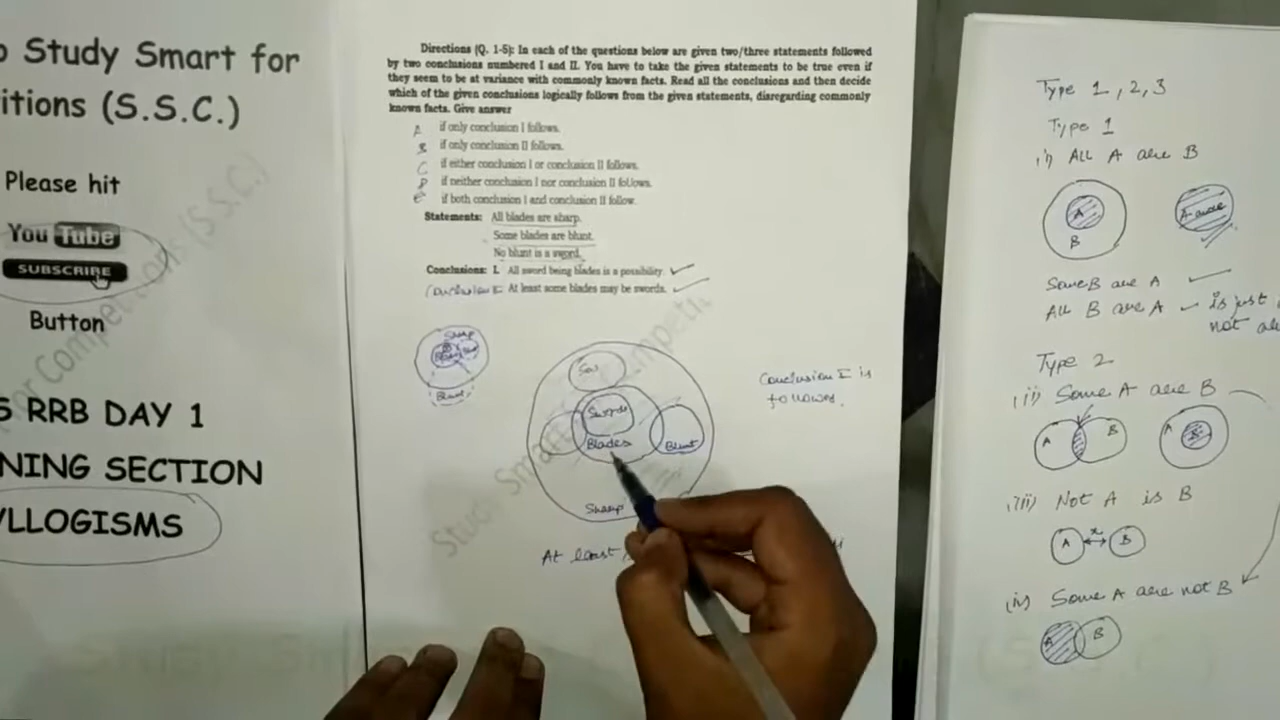 o Study Smart for
itions (S.S.C.)
Please hit
You Tube
SUBSCRIBE
Button
5 RRB DAY 1
NING SECTION
YLLOGISMS
Directions (Q. 1-5): In each of the questions below are given two/three statements followed
by two conclusions numbered I and II. You have to take the given statements to be true even if
they seem to be at variance with commonly known facts. Read all the conclusions and then decide
which of the given conclusions logically follows from the given statements, disregarding commonly
known facts. Give answer
A if only conclusion I follows.
B if only conclusion II follows.
C if either conclusion I or conclusion II follows.
D if neither conclusion I nor conclusion II follows.
E if both conclusion I and conclusion II follow.
Statements: All blades are sharp.
Some blades are blunt.
No blunt is a sword.
Conclusions: I. All sword being blades is a possibility.
Conclusion II At least some blades may be swords.
Sharp
Blades
Blunt
Swords
Blades
Blunt
Sharp
Conclusion I is
followed.
At least
Study Smart
Type 1, 2, 3
Type 1
(i) ALL A are B
A
B
Some B are A
All B are A is just
not
Type 2
(ii) Some A are B
A B
A B
(iii) Not A is B
A x B
(iv) Some A are not B
A B